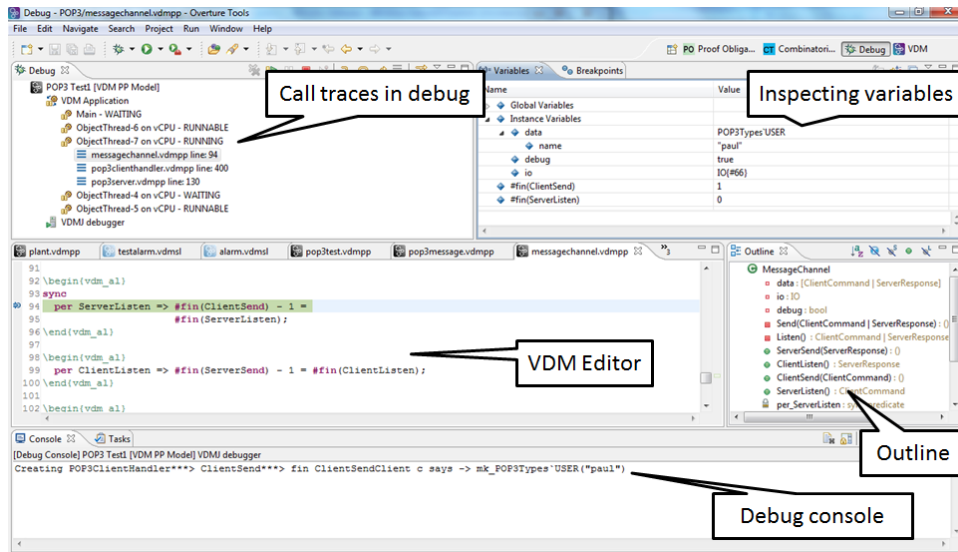 Debug - POP3/messagechannel.vdmpp - Overture Tools
File Edit Navigate Search Project Run Window Help
PO Proof Obliga... CT Combinatori... Debug VDM
Debug
POP3 Test1 [VDM PP Model]
VDM Application
Main - WAITING
ObjectThread-6 on vCPU - RUNNABLE
ObjectThread-7 on vCPU - RUNNING
messagechannel.vdmpp line: 94
pop3clienthandler.vdmpp line: 400
pop3server.vdmpp line: 130
ObjectThread-4 on vCPU - WAITING
ObjectThread-5 on vCPU - RUNNABLE
VDMJ debugger
Call traces in debug
Variables Breakpoints
Name Value
Global Variables
Instance Variables
data POP3Types`USER
name "paul"
debug true
io IO{#66}
#fin(ClientSend) 1
#fin(ServerListen) 0
Inspecting variables
plant.vdmpp testalarm.vdmsl alarm.vdmsl pop3test.vdmpp pop3message.vdmpp messagechannel.vdmpp »3
91
92 \begin{vdm_al}
93 sync
94 per ServerListen => #fin(ClientSend) - 1 =
95 #fin(ServerListen);
96 \end{vdm_al}
97
98 \begin{vdm_al}
99 per ClientListen => #fin(ServerSend) - 1 = #fin(ClientListen);
100 \end{vdm_al}
101
102 \begin{vdm_al}
VDM Editor
Outline
MessageChannel
data : [ClientCommand | ServerResponse]
io : IO
debug : bool
Send(ClientCommand | ServerResponse) : ()
Listen() : ClientCommand | ServerResponse
ServerSend(ServerResponse) : ()
ClientListen() : ServerResponse
ClientSend(ClientCommand) : ()
ServerListen() : ClientCommand
per_ServerListen :
Outline
Console Tasks
[Debug Console] POP3 Test1 [VDM PP Model] VDMJ debugger
Creating POP3ClientHandler***> ClientSend***> fin ClientSendClient c says -> mk_POP3Types`USER("paul")
Debug console